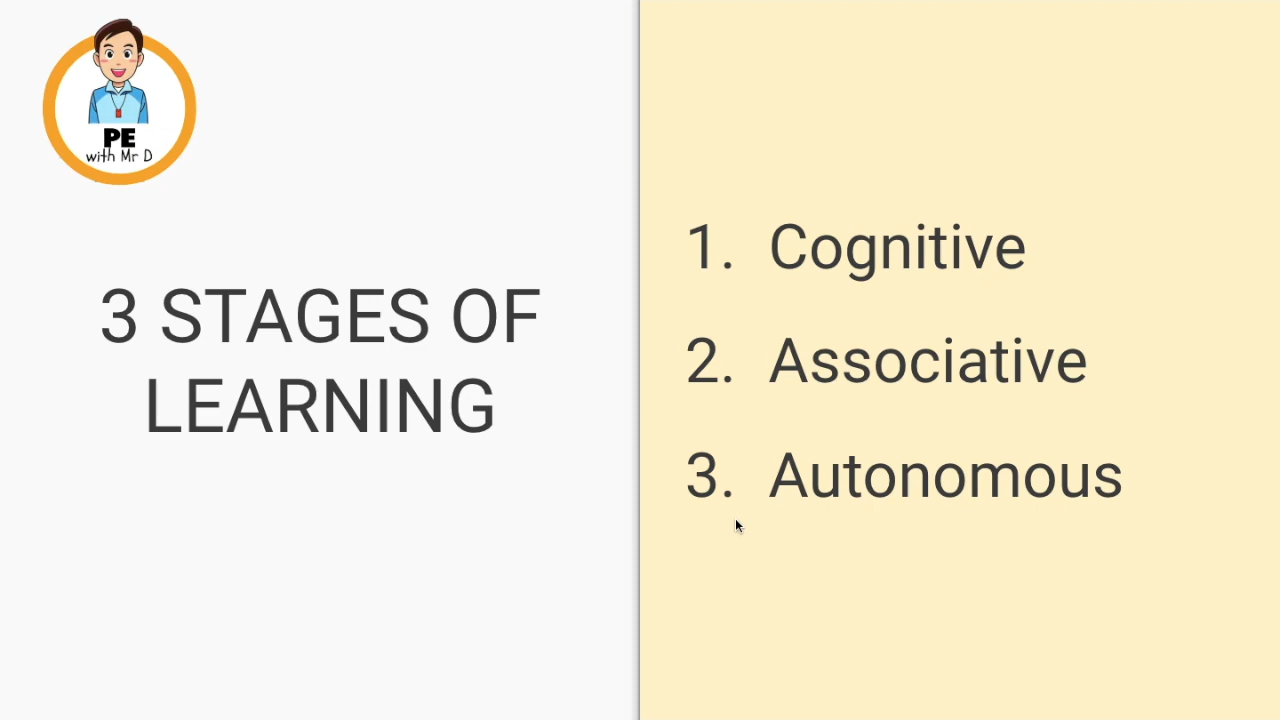 PE
with Mr D
3 STAGES OF
LEARNING
1. Cognitive
2. Associative
3. Autonomous